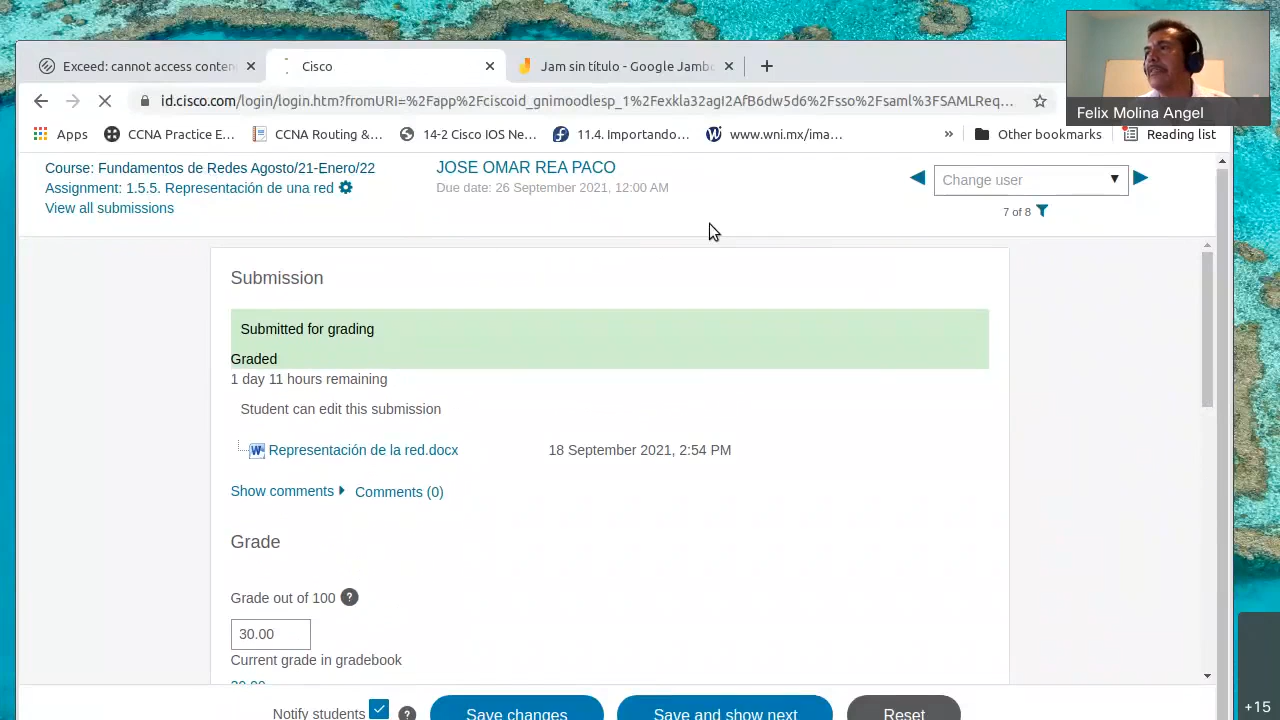 Exceed: cannot access conten
Cisco
Jam sin título - Google Jambo
id.cisco.com/login/login.htm?fromURI=%2Fapp%2Fciscoid_gnimoodlesp_1%2Fexkla32agI2AfB6dw5d6%2Fsso%2Fsaml%3FSAMLReq...
Apps
CCNA Practice E...
CCNA Routing &...
14-2 Cisco IOS Ne...
11.4. Importando...
www.wni.mx/ima...
»
Other bookmarks
Reading list
Felix Molina Angel
Course: Fundamentos de Redes Agosto/21-Enero/22
Assignment: 1.5.5. Representación de una red
View all submissions
JOSE OMAR REA PACO
Due date: 26 September 2021, 12:00 AM
Change user
7 of 8
Submission
Submitted for grading
Graded
1 day 11 hours remaining
Student can edit this submission
Representación de la red.docx
18 September 2021, 2:54 PM
Show comments
Comments (0)
Grade
Grade out of 100
30.00
Current grade in gradebook
Notify students
Save changes
Save and show next
Reset
+15